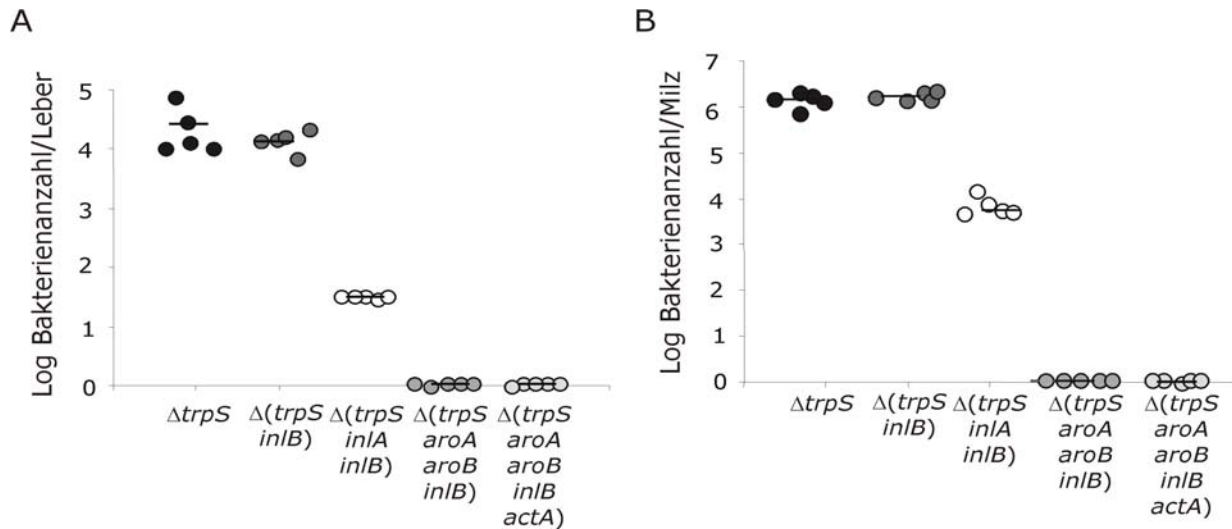 A
Log Bakterienanzahl/Leber
5
4
3
2
1
0
ΔtrpS
Δ(trpS
inlB)
Δ(trpS
inlA
inlB)
Δ(trpS
aroA
aroB
inlB)
Δ(trpS
aroA
aroB
inlB
actA)
B
Log Bakterienanzahl/Milz
7
6
5
4
3
2
1
0
ΔtrpS
Δ(trpS
inlB)
Δ(trpS
inlA
inlB)
Δ(trpS
aroA
aroB
inlB)
Δ(trpS
aroA
aroB
inlB
actA)